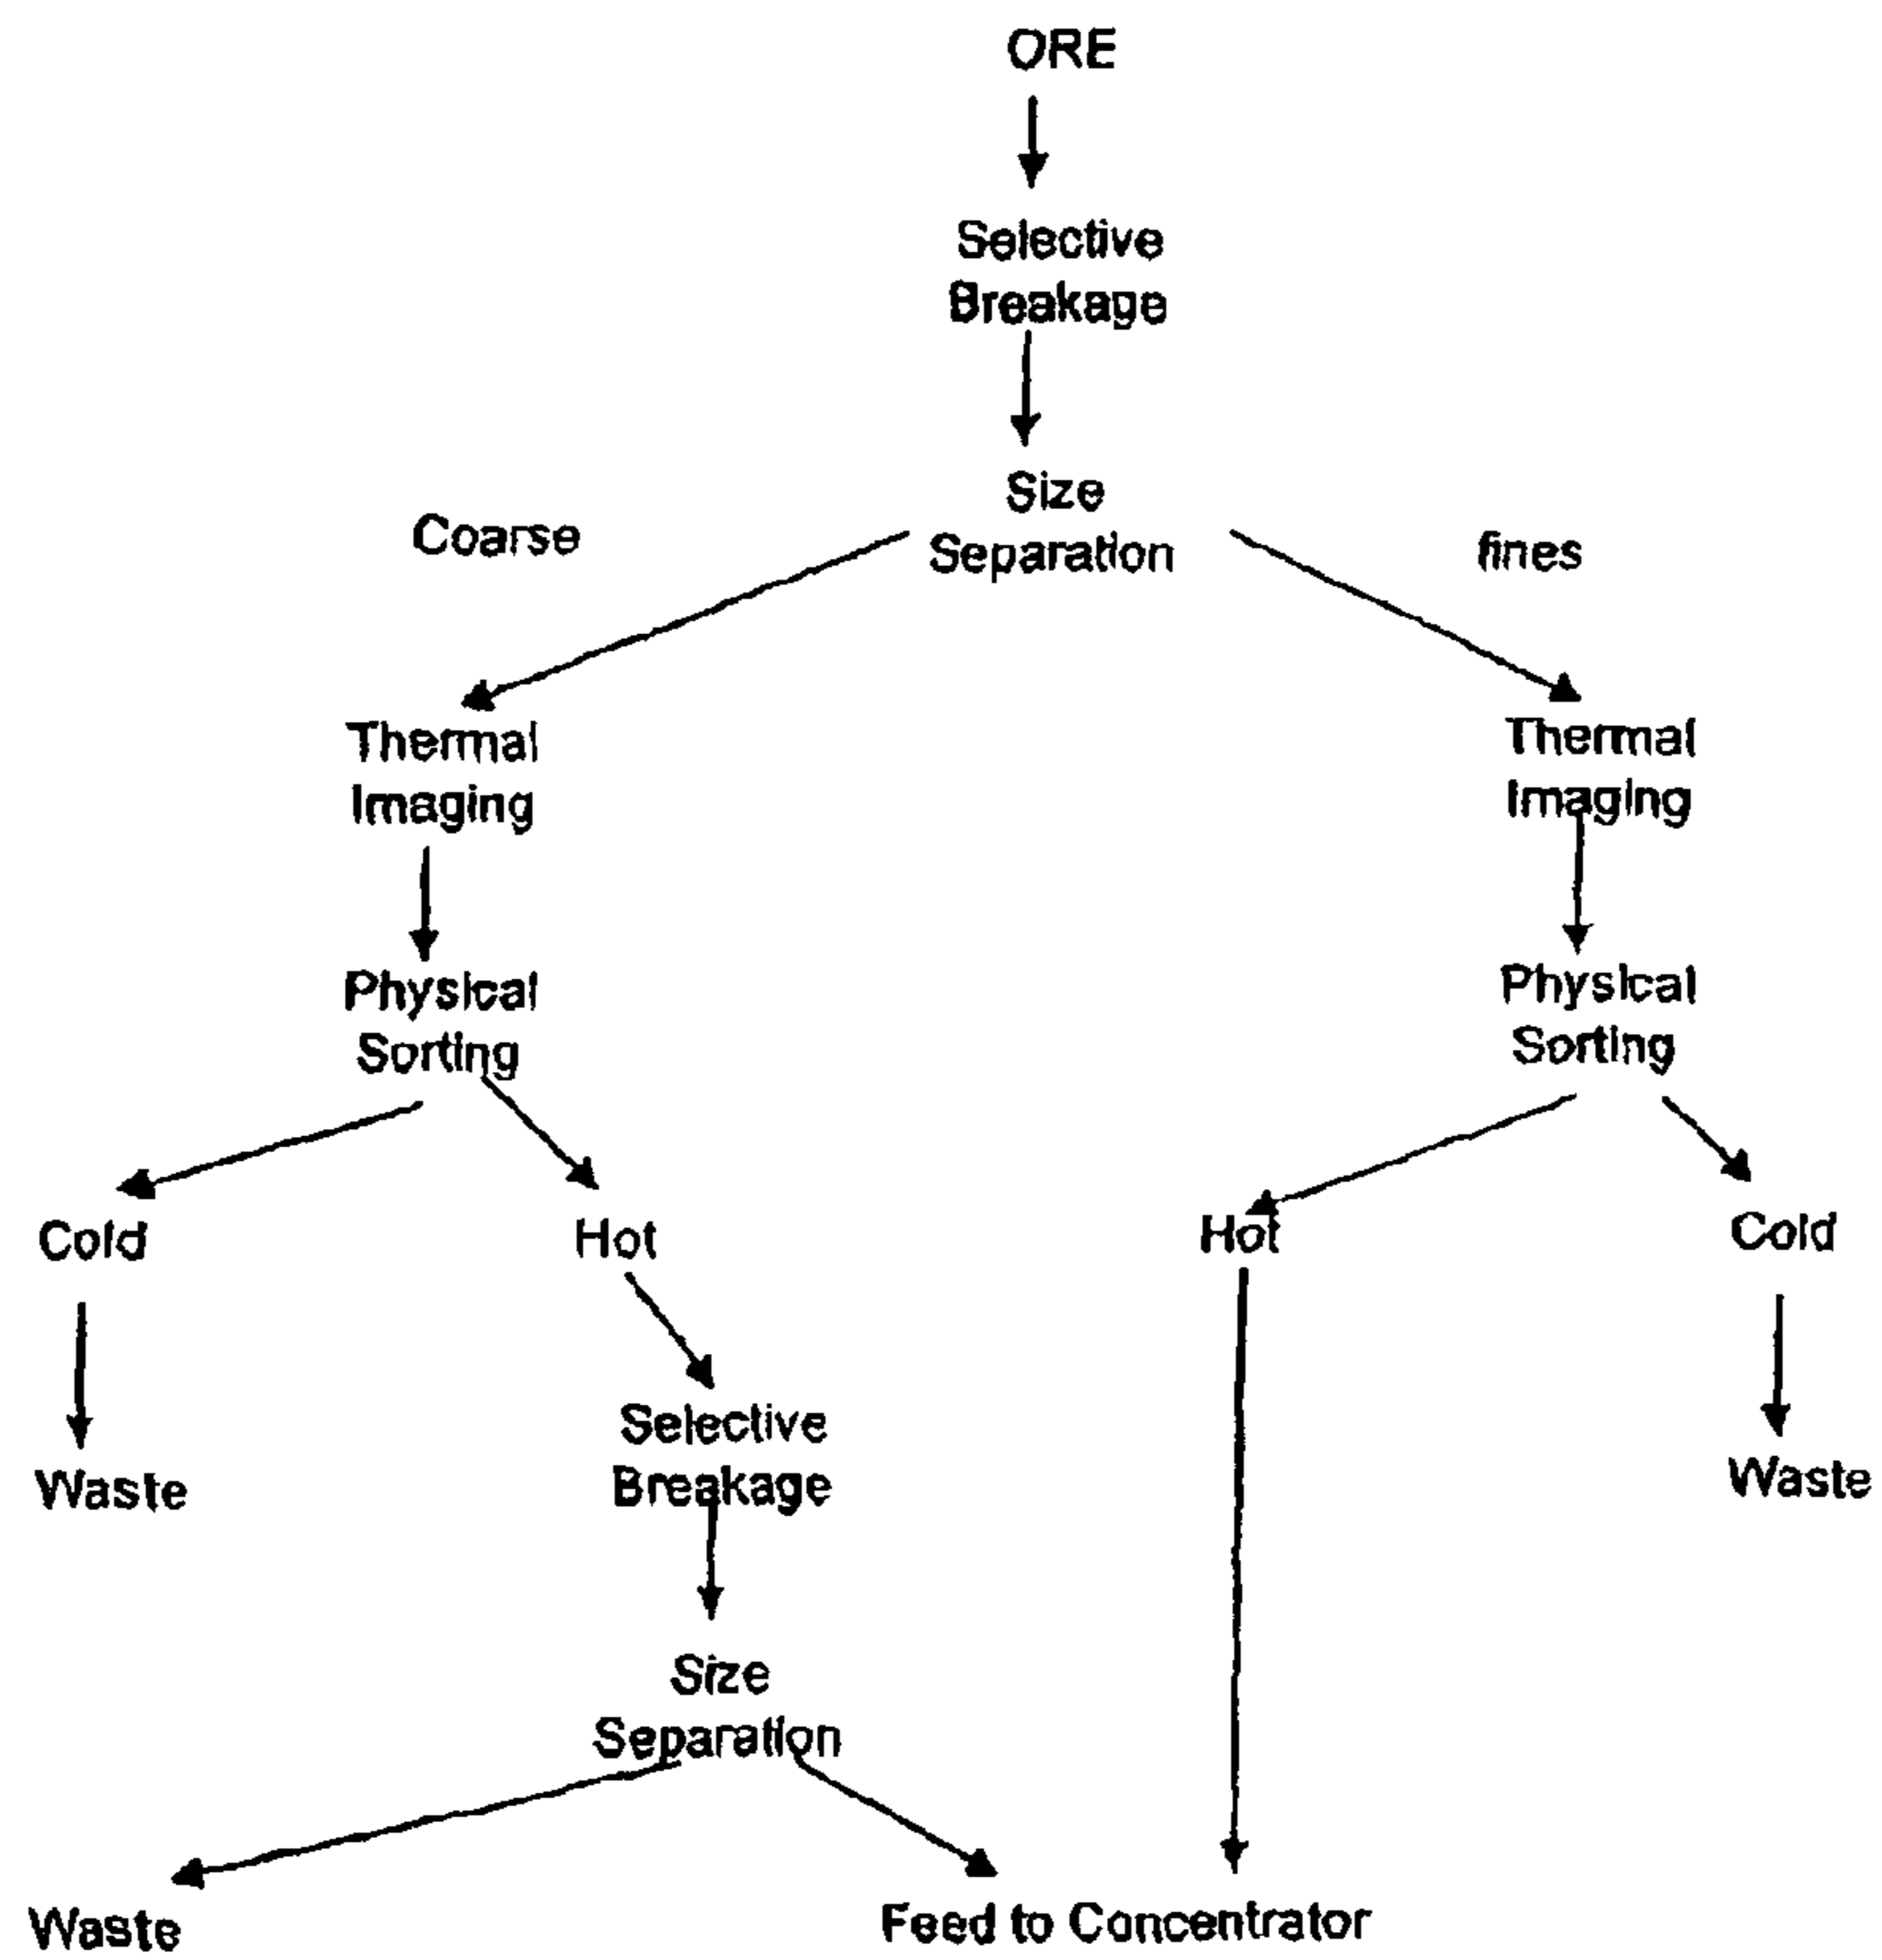 ORE
Selective
Breakage
Size
Separation
Coarse
fines
Thermal
Imaging
Thermal
Imaging
Physical
Sorting
Physical
Sorting
Cold
Hot
Hot
Cold
Waste
Selective
Breakage
Waste
Size
Separation
Waste
Feed to Concentrator